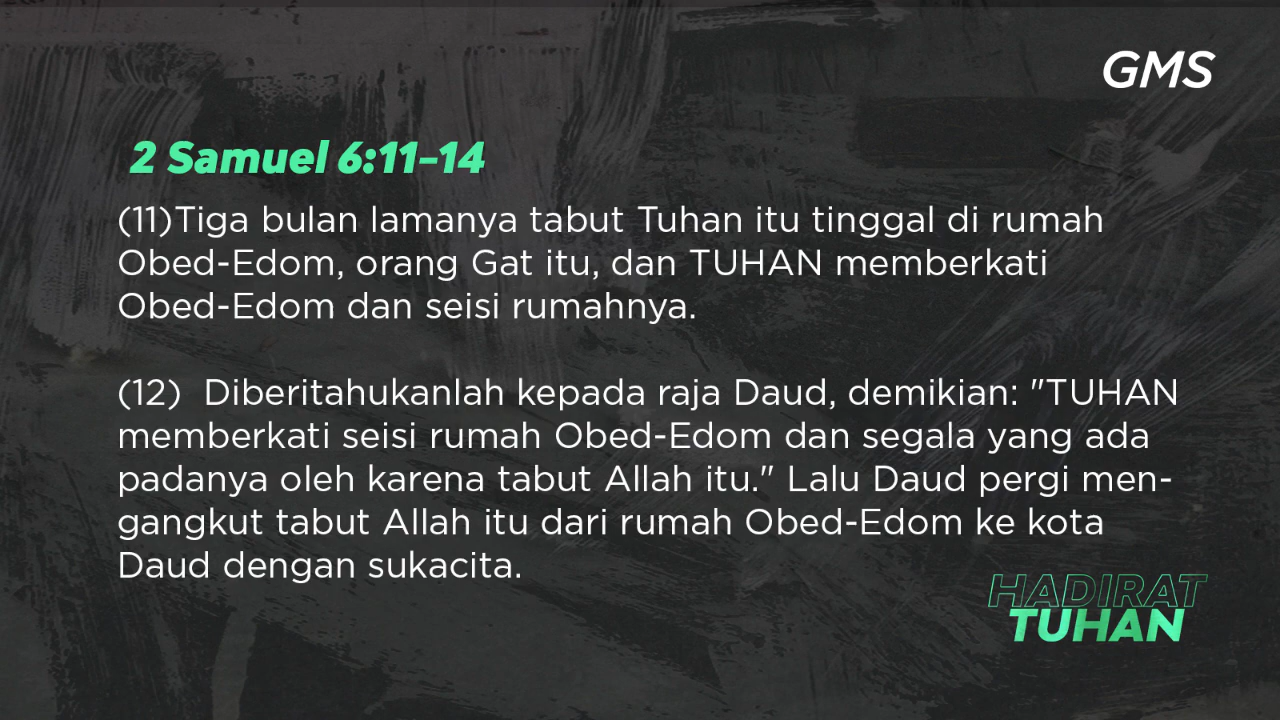 GMS
2 Samuel 6:11-14
(11)Tiga bulan lamanya tabut Tuhan itu tinggal di rumah
Obed-Edom, orang Gat itu, dan TUHAN memberkati
Obed-Edom dan seisi rumahnya.
(12)  Diberitahukanlah kepada raja Daud, demikian: "TUHAN
memberkati seisi rumah Obed-Edom dan segala yang ada
padanya oleh karena tabut Allah itu." Lalu Daud pergi men-
gangkut tabut Allah itu dari rumah Obed-Edom ke kota
Daud dengan sukacita.
HADIRAT
TUHAN